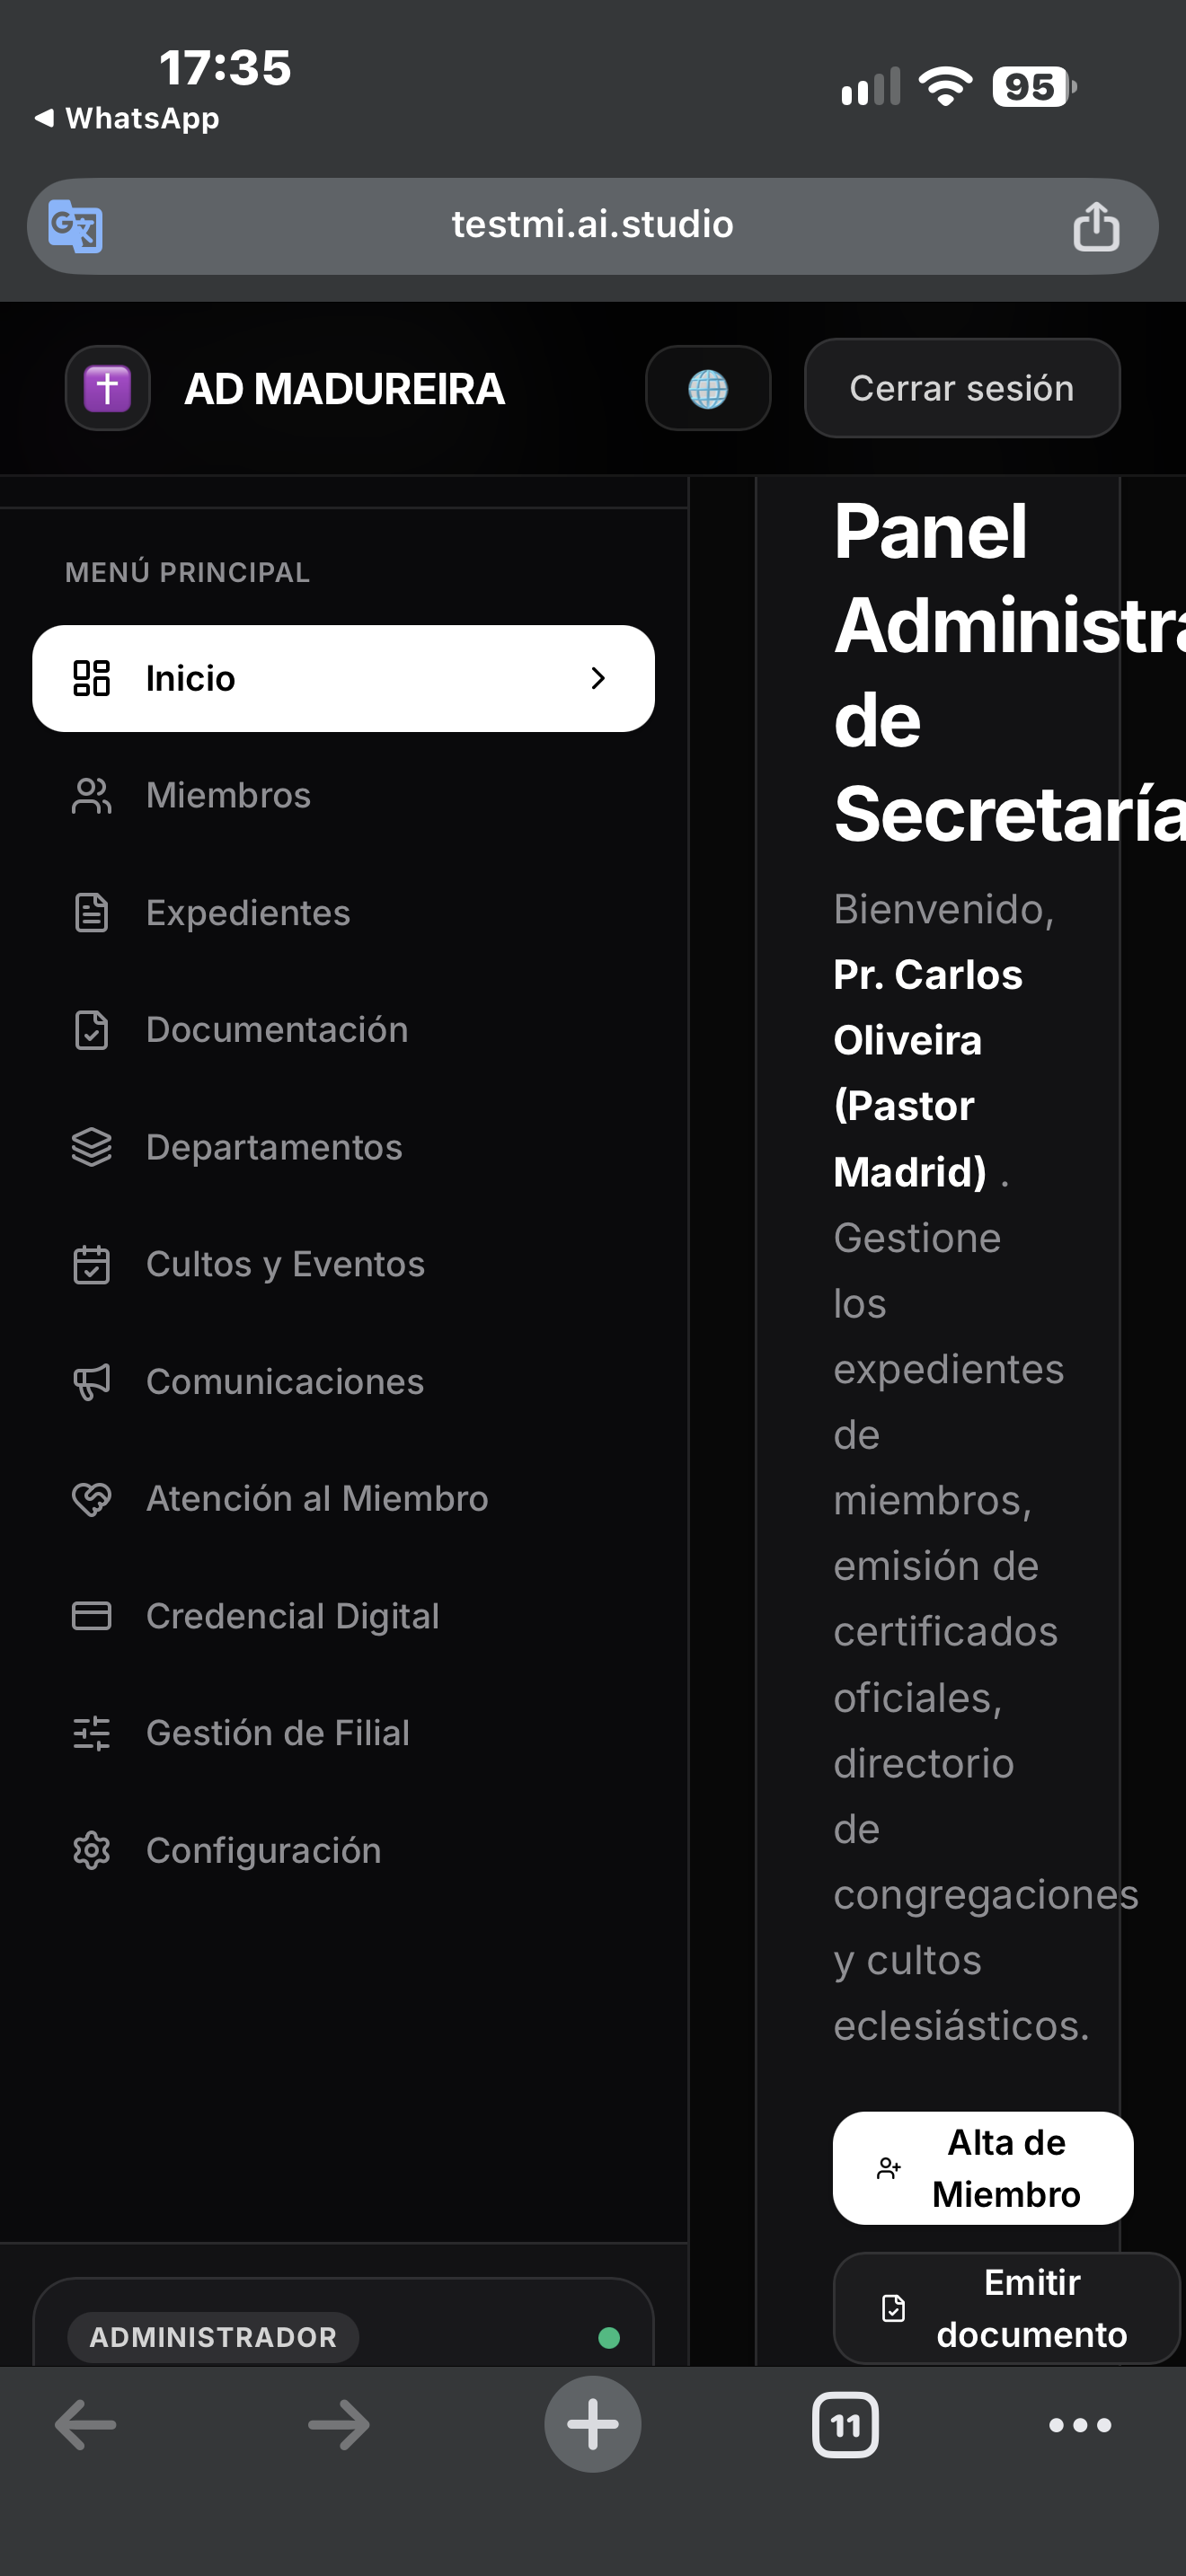 17:35
95
WhatsApp
testmi.ai.studio
AD MADUREIRA
Cerrar sesión
MENÚ PRINCIPAL
Inicio
Miembros
Expedientes
Documentación
Departamentos
Cultos y Eventos
Comunicaciones
Atención al Miembro
Credencial Digital
Gestión de Filial
Configuración
ADMINISTRADOR
Panel
Administra
de
Secretaría
Bienvenido,
Pr. Carlos
Oliveira
(Pastor
Madrid) .
Gestione
los
expedientes
de
miembros,
emisión de
certificados
oficiales,
directorio
de
congregaciones
y cultos
eclesiásticos.
Alta de
Miembro
Emitir
documento
11